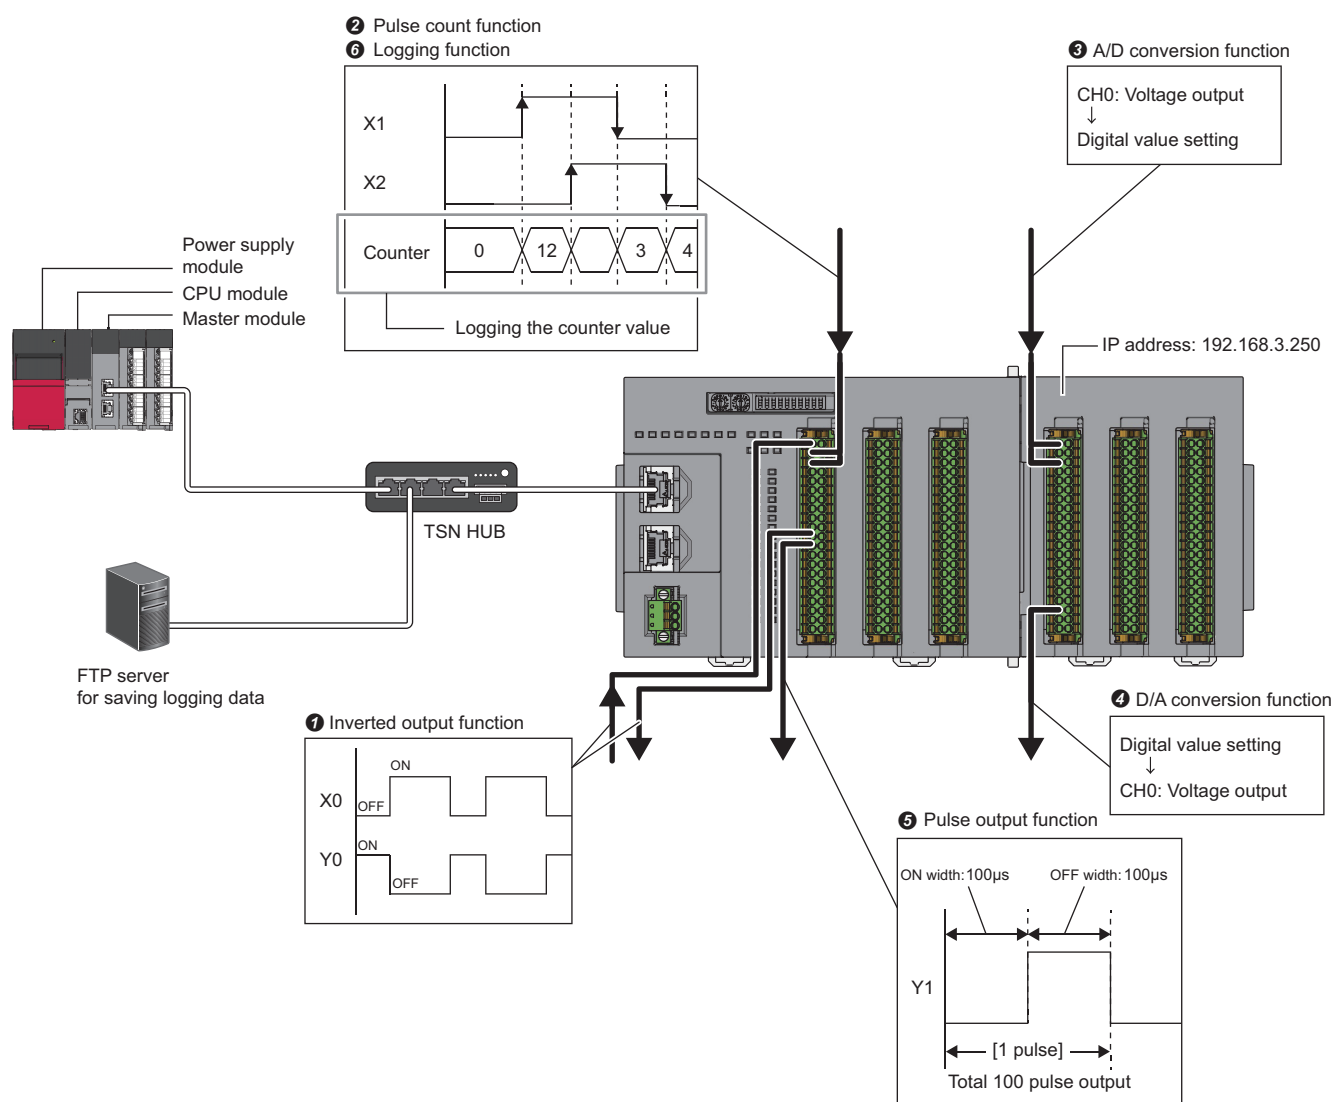 ❷ Pulse count function
❻ Logging function
X1
X2
Counter 0 12 3 4
Logging the counter value
❸ A/D conversion function
CH0: Voltage output
↓
Digital value setting
Power supply
module
CPU module
Master module
IP address: 192.168.3.250
TSN HUB
FTP server
for saving logging data
❶ Inverted output function
ON
X0 OFF
ON
Y0
OFF
❹ D/A conversion function
Digital value setting
↓
CH0: Voltage output
❺ Pulse output function
ON width:100µs OFF width:100µs
Y1
[1 pulse]
Total 100 pulse output